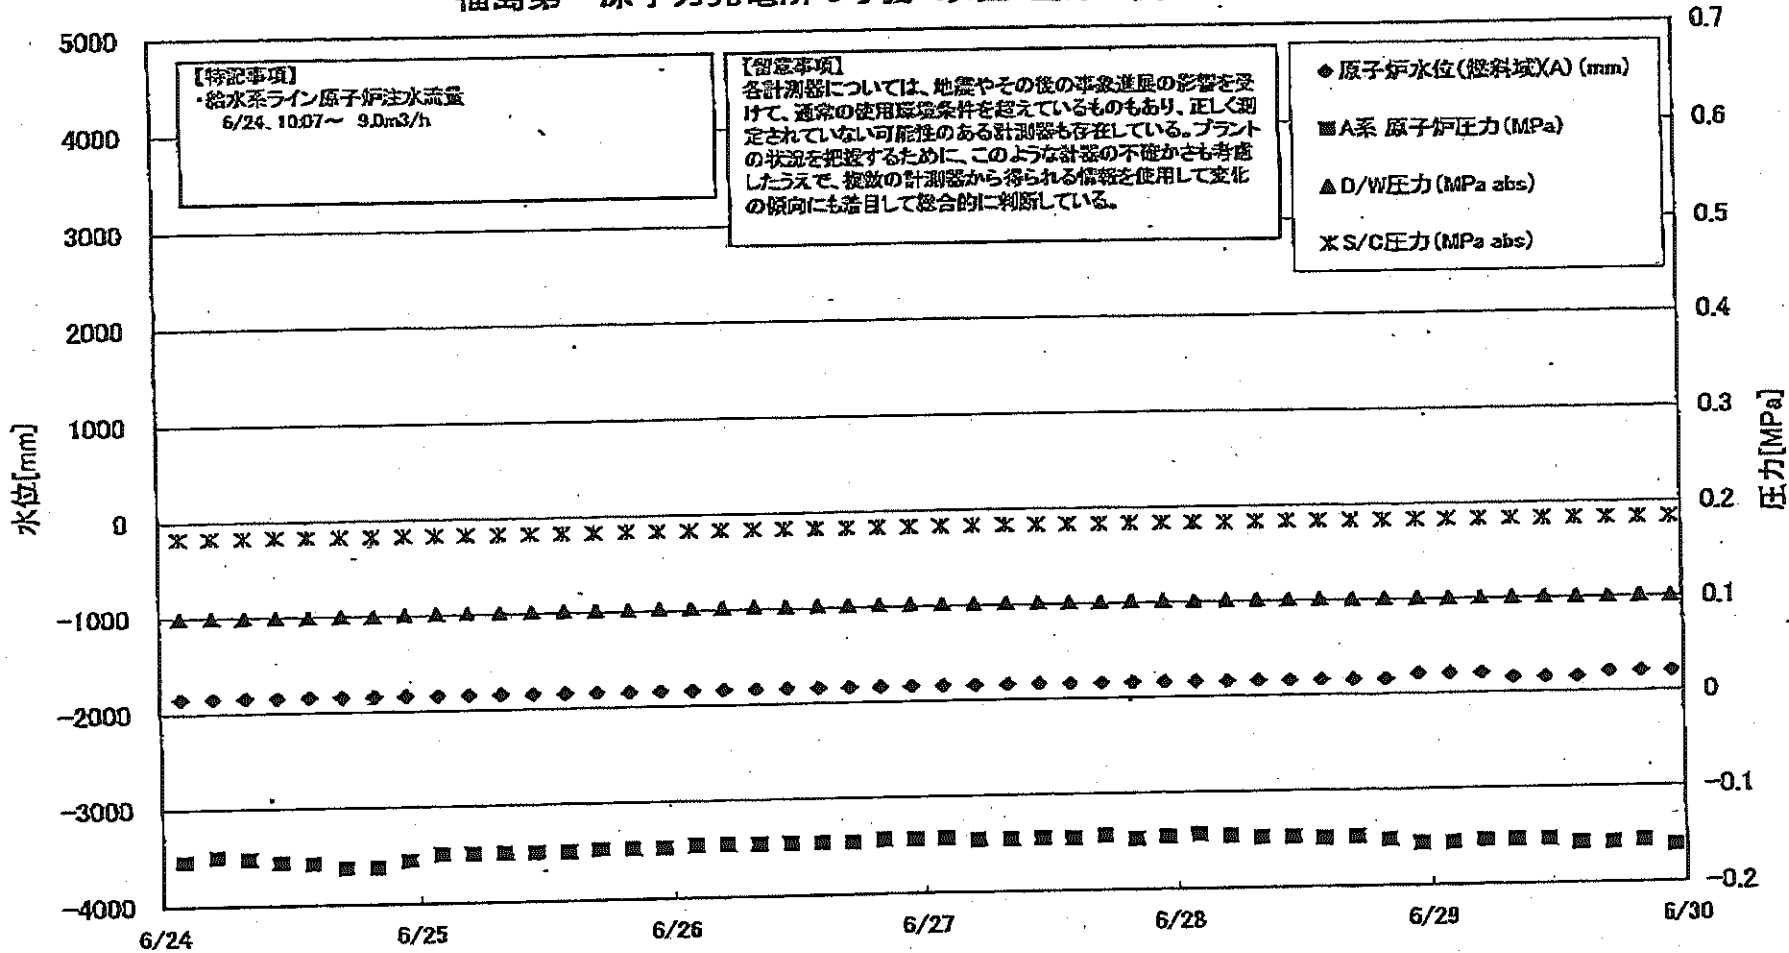 【特記事項】
・給水系ライン原子炉注水流量
6/24、10:07～ 9.0m3/h
【留意事項】
各計測器については、地震やその後の事象進展の影響を受
けて、通常の使用環境条件を超えているものもあり、正しく測
定されていない可能性のある計測器も存在している。プラント
の状況を把握するために、このような計器の不確かさも考慮
したうえで、複数の計測器から得られる情報を使用して変化
の傾向にも着目して総合的に判断している。
原子炉水位(燃料域)(A) (mm)
A系 原子炉圧力(MPa)
D/W圧力(MPa abs)
S/C圧力(MPa abs)
水位[mm]
5000
4000
3000
2000
1000
0
-1000
-2000
-3000
-4000
圧力[MPa]
0.7
0.6
0.5
0.4
0.3
0.2
0.1
0
-0.1
-0.2
6/24
6/25
6/26
6/27
6/28
6/29
6/30